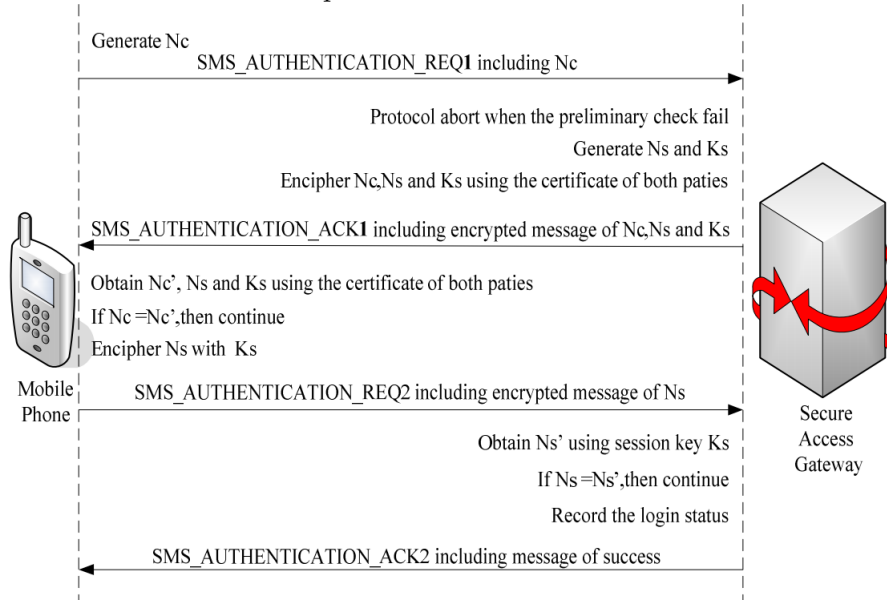 Generate Nc
SMS_AUTHENTICATION_REQ1 including Nc
Protocol abort when the preliminary check fail
Generate Ns and Ks
Encipher Nc,Ns and Ks using the certificate of both paties
SMS_AUTHENTICATION_ACK1 including encrypted message of Nc,Ns and Ks
Obtain Nc’, Ns and Ks using the certificate of both paties
If Nc =Nc’,then continue
Encipher Ns with Ks
Mobile
Phone
SMS_AUTHENTICATION_REQ2 including encrypted message of Ns
Secure
Access
Gateway
Obtain Ns’ using session key Ks
If Ns =Ns’,then continue
Record the login status
SMS_AUTHENTICATION_ACK2 including message of success